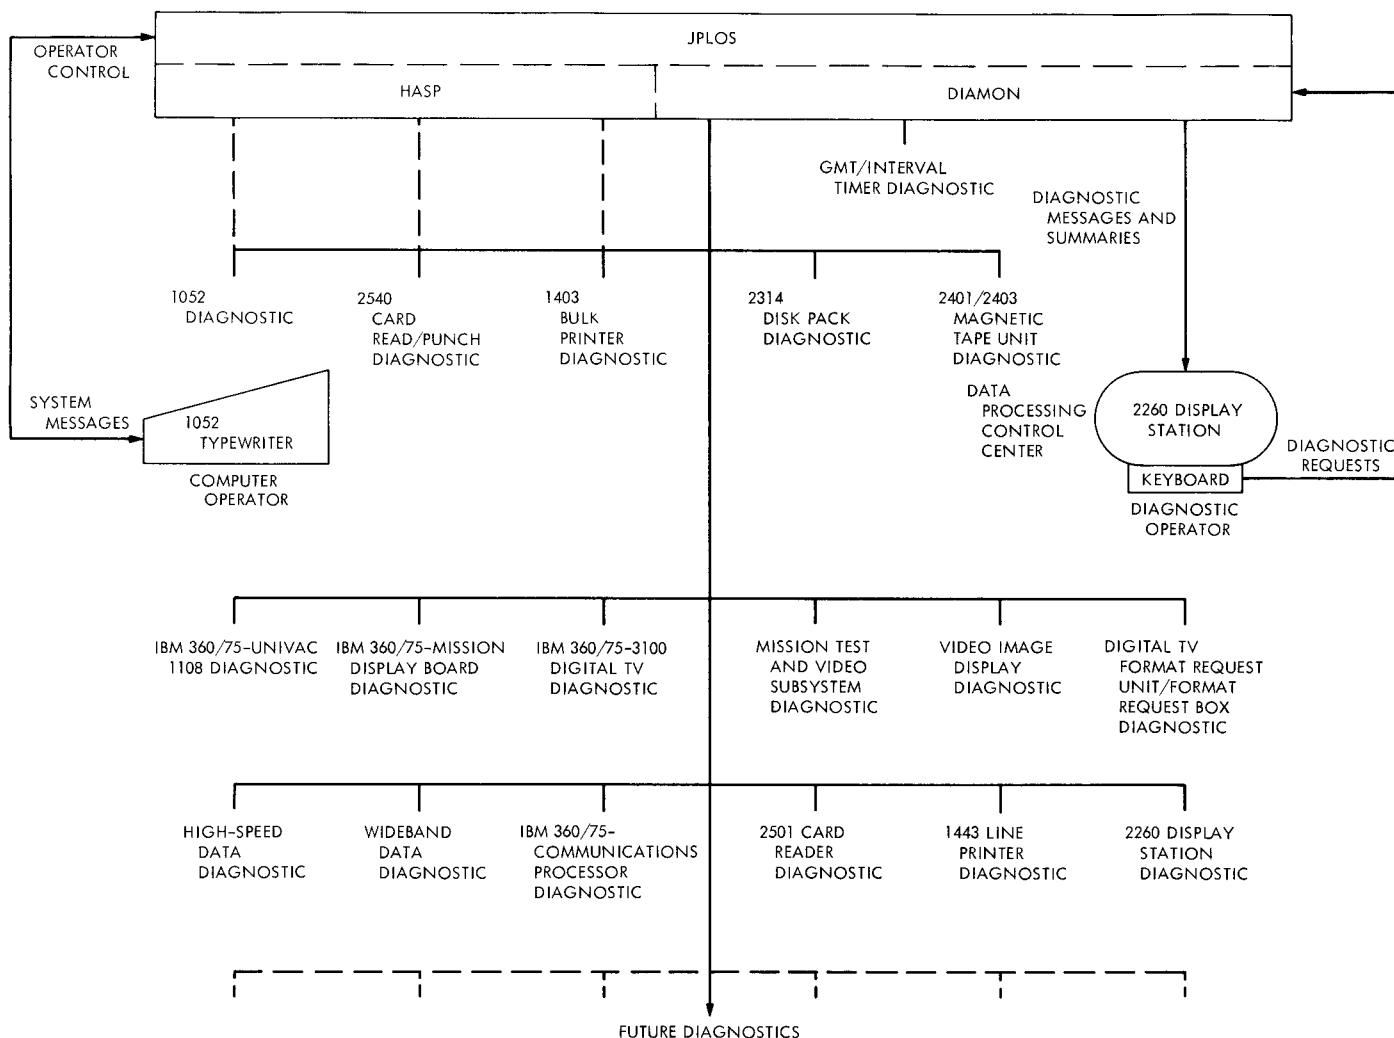 JPLOS
OPERATOR
CONTROL
HASP
DIAMON
GMT/INTERVAL
TIMER DIAGNOSTIC
DIAGNOSTIC
MESSAGES AND
SUMMARIES
1052
DIAGNOSTIC
2540
CARD
READ/PUNCH
DIAGNOSTIC
1403
BULK
PRINTER
DIAGNOSTIC
2314
DISK PACK
DIAGNOSTIC
2401/2403
MAGNETIC
TAPE UNIT
DIAGNOSTIC
SYSTEM
MESSAGES
1052
TYPEWRITER
COMPUTER
OPERATOR
DATA
PROCESSING
CONTROL
CENTER
2260 DISPLAY
STATION
KEYBOARD
DIAGNOSTIC
OPERATOR
DIAGNOSTIC
REQUESTS
IBM 360/75-UNIVAC
1108 DIAGNOSTIC
IBM 360/75-MISSION
DISPLAY BOARD
DIAGNOSTIC
IBM 360/75-3100
DIGITAL TV
DIAGNOSTIC
MISSION TEST
AND VIDEO
SUBSYSTEM
DIAGNOSTIC
VIDEO IMAGE
DISPLAY
DIAGNOSTIC
DIGITAL TV
FORMAT REQUEST
UNIT/FORMAT
REQUEST BOX
DIAGNOSTIC
HIGH-SPEED
DATA
DIAGNOSTIC
WIDEBAND
DATA
DIAGNOSTIC
IBM 360/75-
COMMUNICATIONS
PROCESSOR
DIAGNOSTIC
2501 CARD
READER
DIAGNOSTIC
1443 LINE
PRINTER
DIAGNOSTIC
2260 DISPLAY
STATION
DIAGNOSTIC
FUTURE DIAGNOSTICS